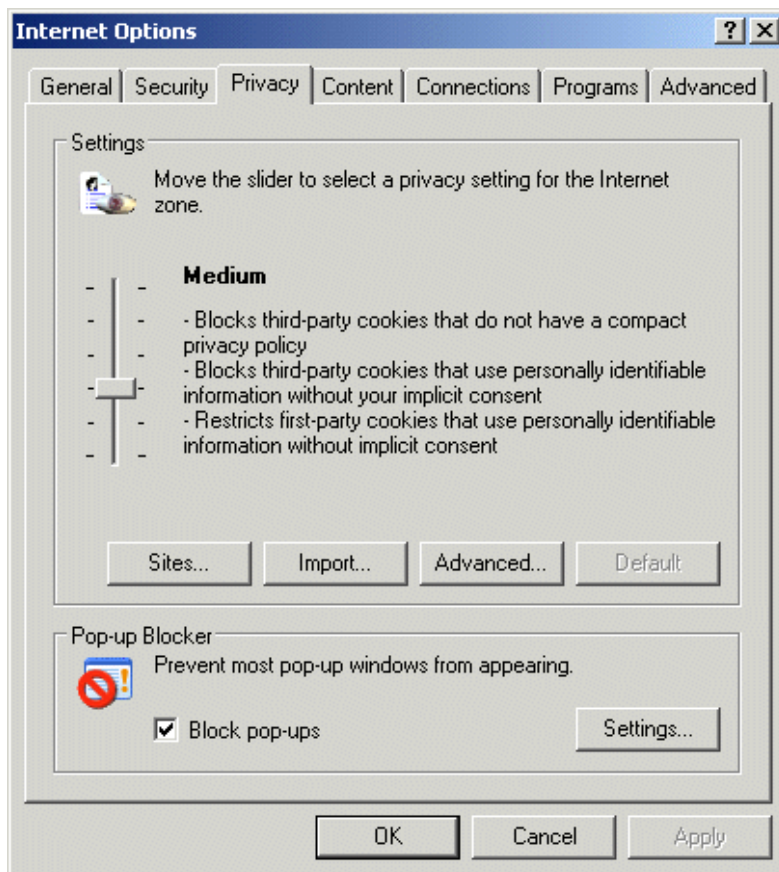 Internet Options
General Security Privacy Content Connections Programs Advanced
Settings
Move the slider to select a privacy setting for the Internet
zone.
Medium
- Blocks third-party cookies that do not have a compact
privacy policy
- Blocks third-party cookies that use personally identifiable
information without your implicit consent
- Restricts first-party cookies that use personally identifiable
information without implicit consent
Sites... Import... Advanced... Default
Pop-up Blocker
Prevent most pop-up windows from appearing.
Block pop-ups Settings...
OK Cancel Apply